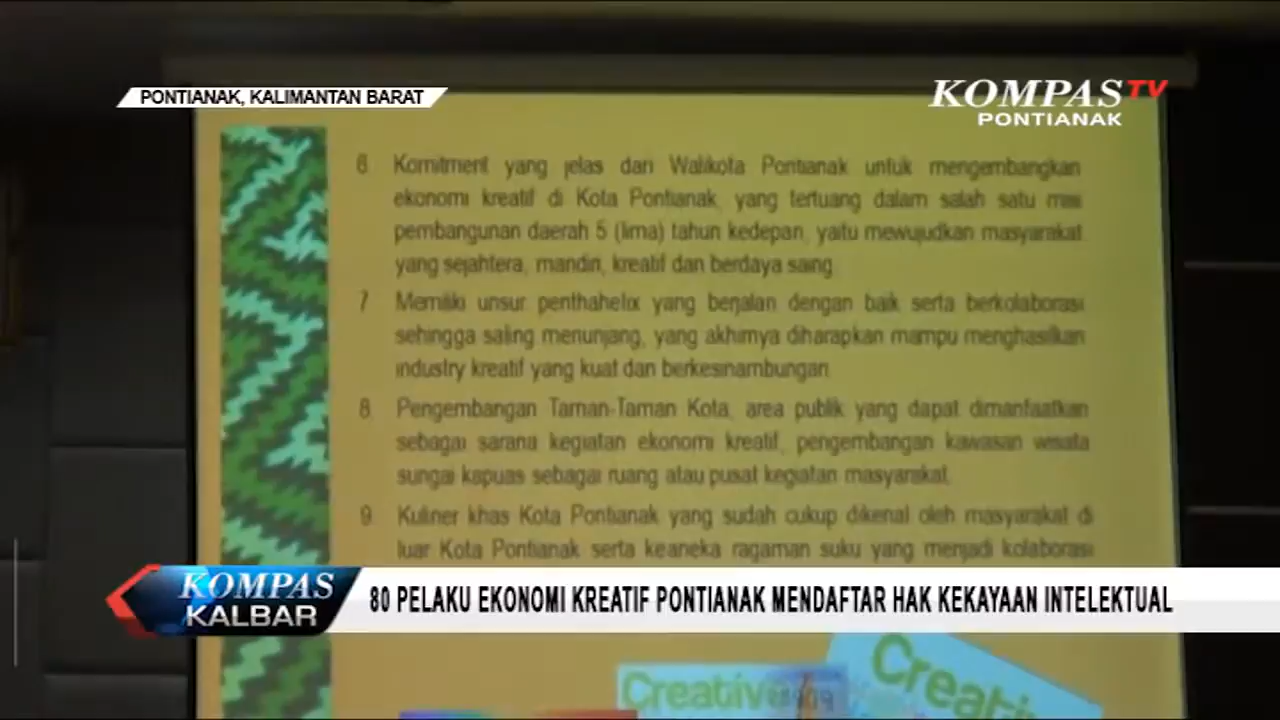 PONTIANAK, KALIMANTAN BARAT
KOMPAS TV
PONTIANAK
6 Komitment yang jelas dari Walikota Pontianak untuk mengembangkan
ekonomi kreatif di Kota Pontianak, yang tertuang dalam salah satu misi
pembangunan daerah 5 (lima) tahun kedepan, yaitu mewujudkan masyarakat
yang sejahtera, mandiri, kreatif dan berdaya saing
7 Memiliki unsur penthahelix yang berjalan dengan baik serta berkolaborasi
sehingga saling menunjang, yang akhirnya diharapkan mampu menghasilkan
industry kreatif yang kuat dan berkesinambungan
8 Pengembangan Taman-Taman Kota, area publik yang dapat dimanfaatkan
sebagai sarana kegiatan ekonomi kreatif, pengembangan kawasan wisata
sungai kapuas sebagai ruang atau pusat kegiatan masyarakat.
9 Kuliner khas Kota Pontianak yang sudah cukup dikenal oleh masyarakat di
luar Kota Pontianak serta keaneka ragaman suku yang menjadi kolaborasi
KOMPAS
KALBAR
80 PELAKU EKONOMI KREATIF PONTIANAK MENDAFTAR HAK KEKAYAAN INTELEKTUAL
Creativ
Creati